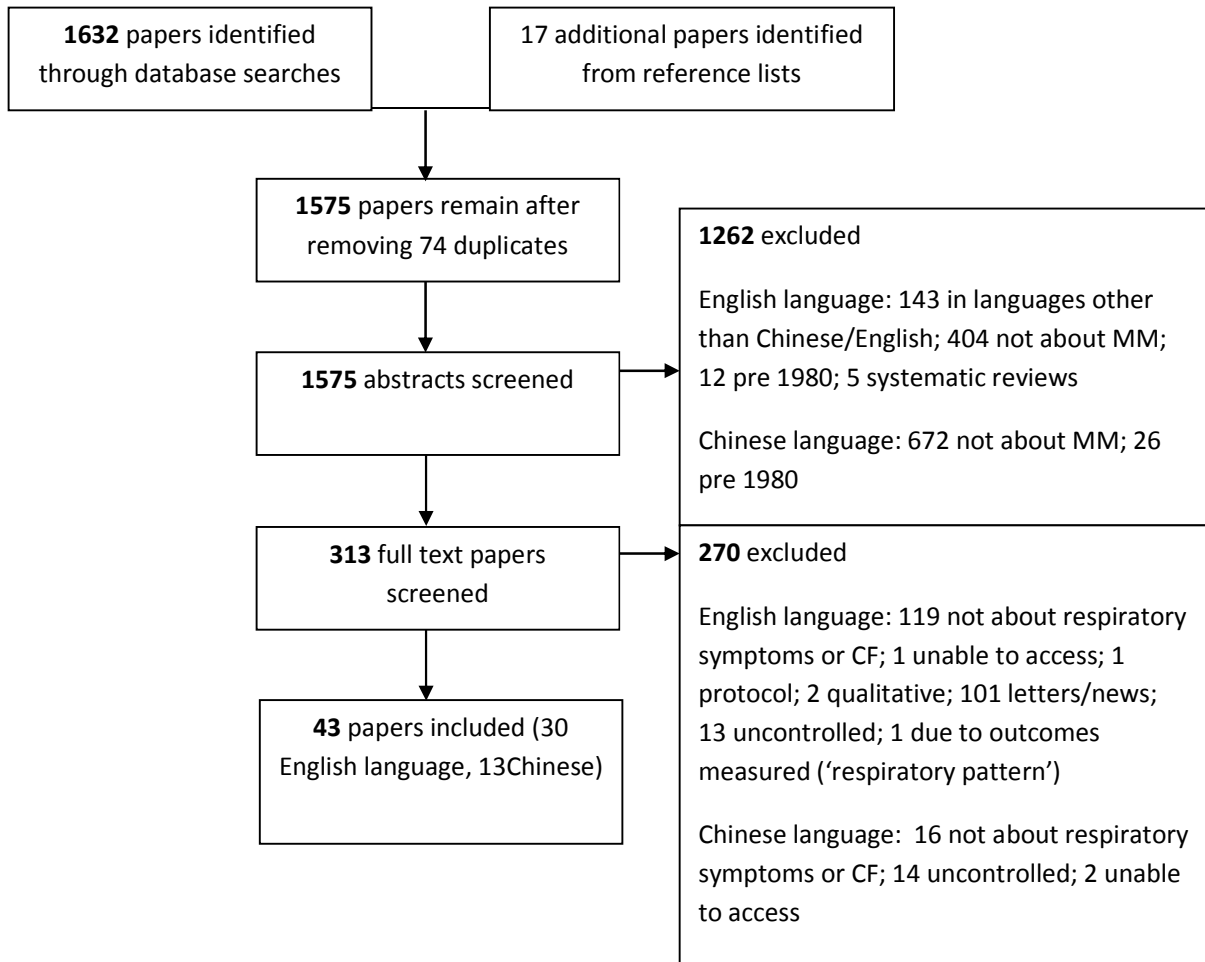 1632 papers identified
through database searches
17 additional papers identified
from reference lists
1575 papers remain after
removing 74 duplicates
1575 abstracts screened
1262 excluded
English language: 143 in languages other
than Chinese/English; 404 not about MM;
12 pre 1980; 5 systematic reviews
Chinese language: 672 not about MM; 26
pre 1980
313 full text papers
screened
270 excluded
English language: 119 not about respiratory
symptoms or CF; 1 unable to access; 1
protocol; 2 qualitative; 101 letters/news;
13 uncontrolled; 1 due to outcomes
measured (‘respiratory pattern’)
Chinese language:  16 not about respiratory
symptoms or CF; 14 uncontrolled; 2 unable
to access
43 papers included (30
English language, 13Chinese)